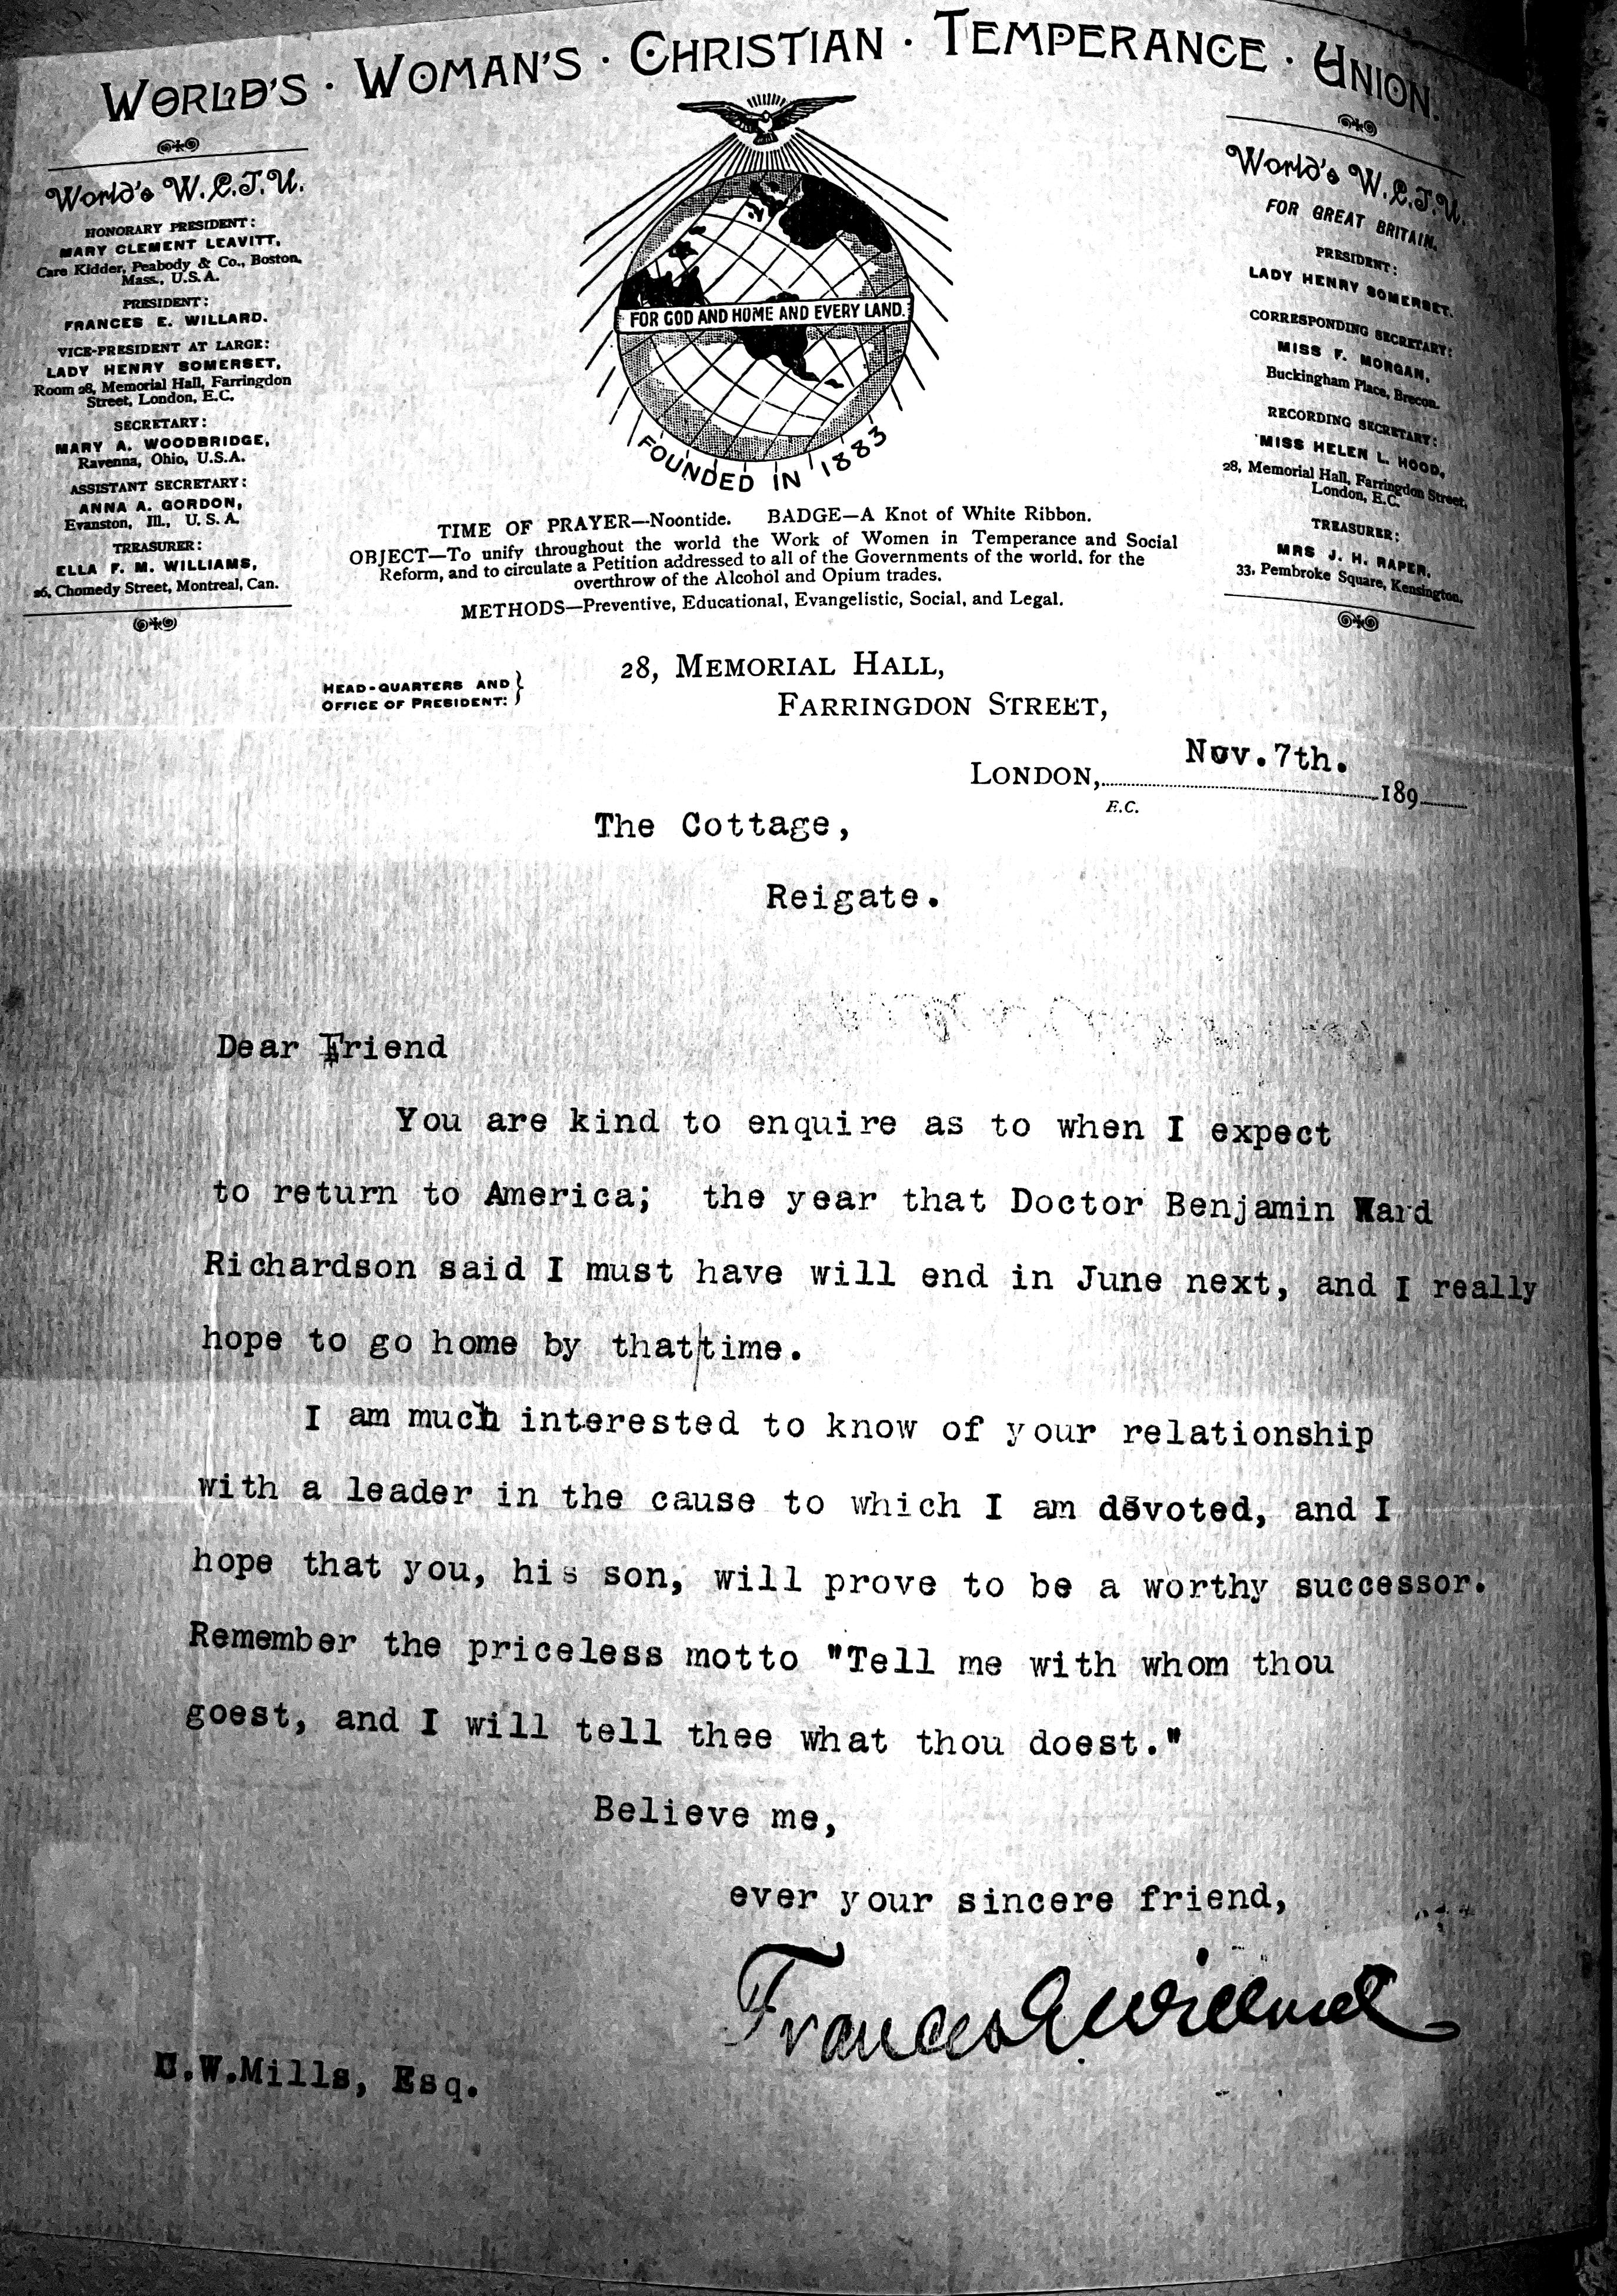 WORLD'S · WOMAN'S · CHRISTIAN · TEMPERANCE · UNION.
World's W.C.T.U.
HONORARY PRESIDENT:
MARY CLEMENT LEAVITT,
Care Kidder, Peabody & Co., Boston,
Mass., U.S.A.
PRESIDENT:
FRANCES E. WILLARD.
VICE-PRESIDENT AT LARGE:
LADY HENRY SOMERSET,
Room 28, Memorial Hall, Farringdon
Street, London, E.C.
SECRETARY:
MARY A. WOODBRIDGE,
Ravenna, Ohio, U.S.A.
ASSISTANT SECRETARY:
ANNA A. GORDON,
Evanston, Ill., U. S. A.
TREASURER:
ELLA F. M. WILLIAMS,
26, Chomedy Street, Montreal, Can.
FOR GOD AND HOME AND EVERY LAND.
FOUNDED IN 1883
World's W.C.T.U.
FOR GREAT BRITAIN.
PRESIDENT:
LADY HENRY SOMERSET.
CORRESPONDING SECRETARY:
MISS F. MORGAN,
Buckingham Place, Brecon.
RECORDING SECRETARY:
MISS HELEN L. HOOD,
28, Memorial Hall, Farringdon Street,
London, E.C.
TREASURER:
MRS J. H. RAPER,
33, Pembroke Square, Kensington.
TIME OF PRAYER—Noontide. BADGE—A Knot of White Ribbon.
OBJECT—To unify throughout the world the Work of Women in Temperance and Social
Reform, and to circulate a Petition addressed to all of the Governments of the world, for the
overthrow of the Alcohol and Opium trades.
METHODS—Preventive, Educational, Evangelistic, Social, and Legal.
HEAD-QUARTERS AND
OFFICE OF PRESIDENT:
28, MEMORIAL HALL,
FARRINGDON STREET,
LONDON, Nov.7th. 189
E.C.
The Cottage,
Reigate.
Dear Friend
You are kind to enquire as to when I expect
to return to America; the year that Doctor Benjamin Ward
Richardson said I must have will end in June next, and I really
hope to go home by that/time.
I am much interested to know of your relationship
with a leader in the cause to which I am devoted, and I
hope that you, his son, will prove to be a worthy successor.
Remember the priceless motto "Tell me with whom thou
goest, and I will tell thee what thou doest."
Believe me,
ever your sincere friend,
Frances E. Willard
W.Mills, Esq.